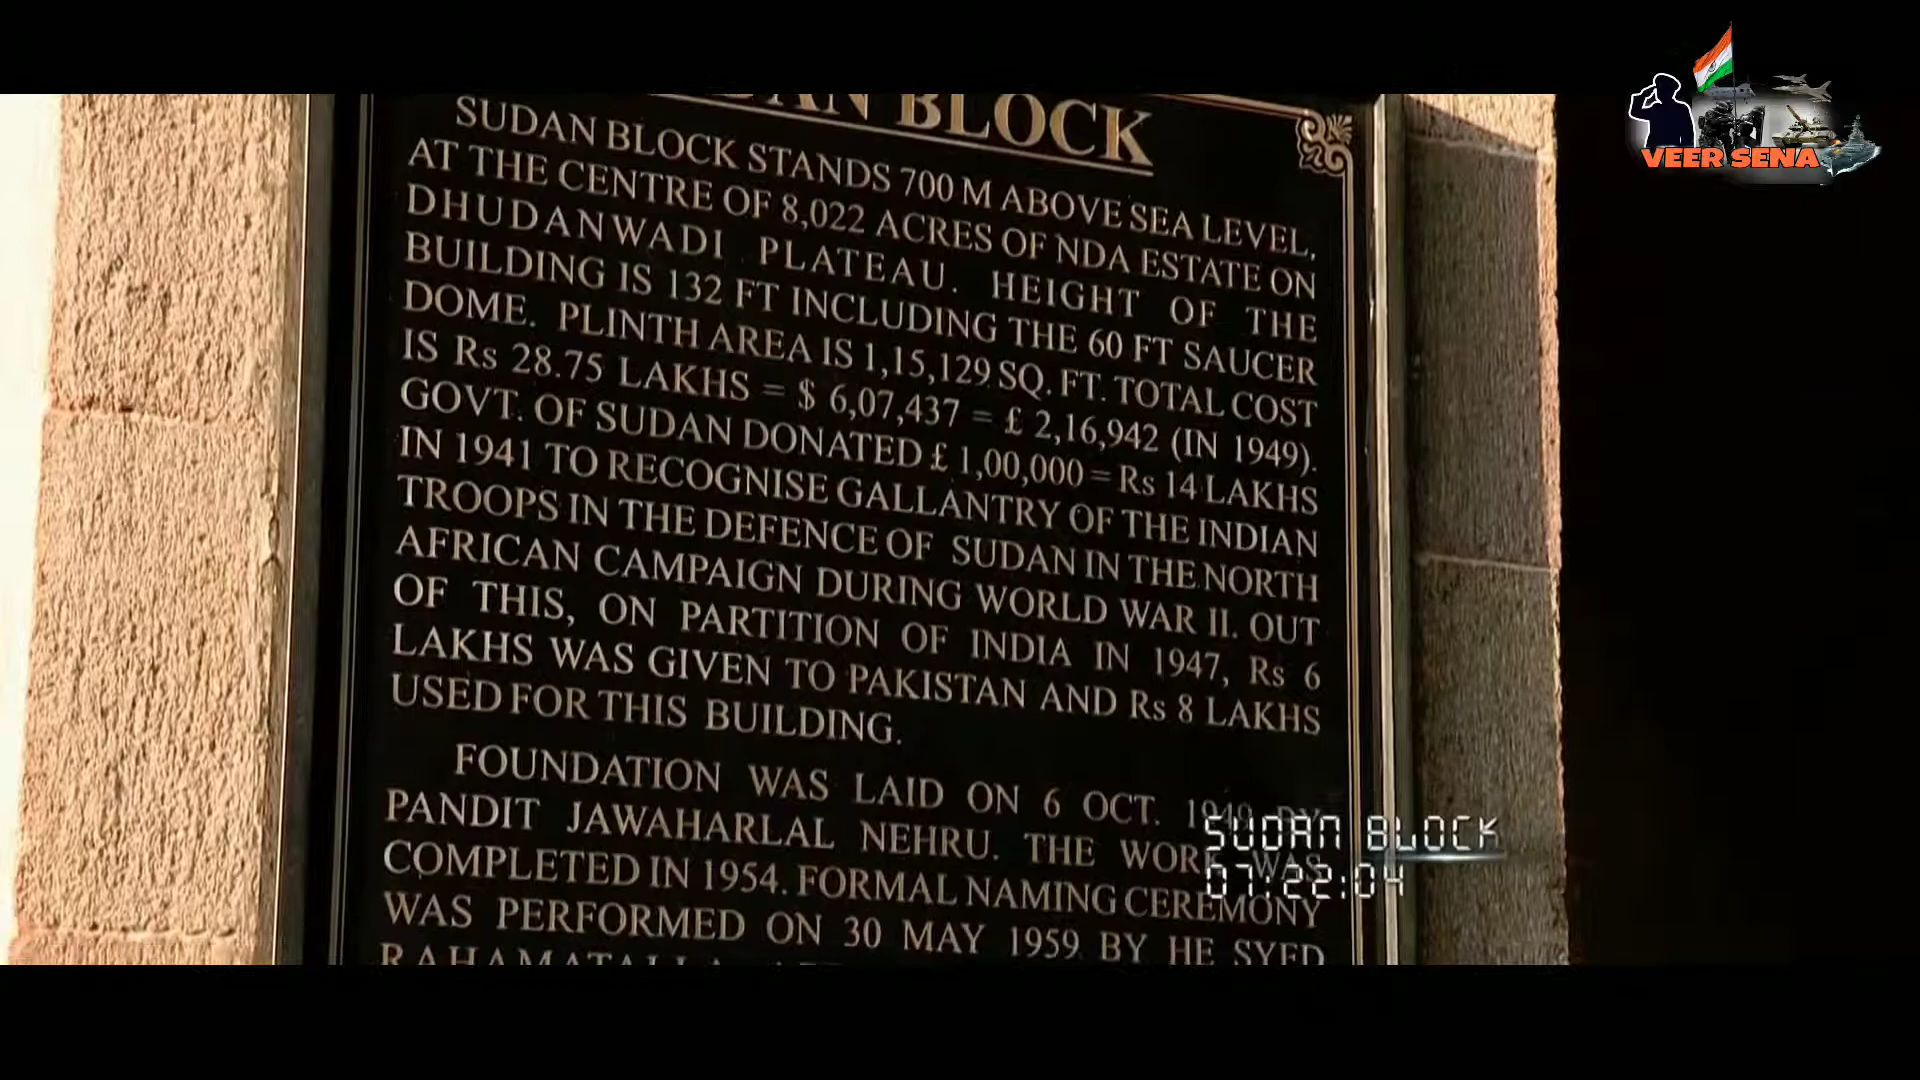 BLOCK
SUDAN BLOCK STANDS 700 M ABOVE SEA LEVEL,
AT THE CENTRE OF 8,022 ACRES OF NDA ESTATE ON
DHUDANWADI PLATEAU. HEIGHT OF THE
BUILDING IS 132 FT INCLUDING THE 60 FT SAUCER
DOME. PLINTH AREA IS 1,15,129 SQ. FT. TOTAL COST
IS Rs 28.75 LAKHS = $ 6,07,437 = £ 2,16,942 (IN 1949).
GOVT. OF SUDAN DONATED £ 1,00,000 = Rs 14 LAKHS
IN 1941 TO RECOGNISE GALLANTRY OF THE INDIAN
TROOPS IN THE DEFENCE OF SUDAN IN THE NORTH
AFRICAN CAMPAIGN DURING WORLD WAR II. OUT
OF THIS, ON PARTITION OF INDIA IN 1947, Rs 6
LAKHS WAS GIVEN TO PAKISTAN AND Rs 8 LAKHS
USED FOR THIS BUILDING.
FOUNDATION WAS LAID ON 6 OCT. 1949 BY
PANDIT JAWAHARLAL NEHRU. THE WORK WAS
COMPLETED IN 1954. FORMAL NAMING CEREMONY
WAS PERFORMED ON 30 MAY 1959 BY HE SYED
RAHAMATALLA
SUDAN BLOCK
07:22:04
VEER SENA